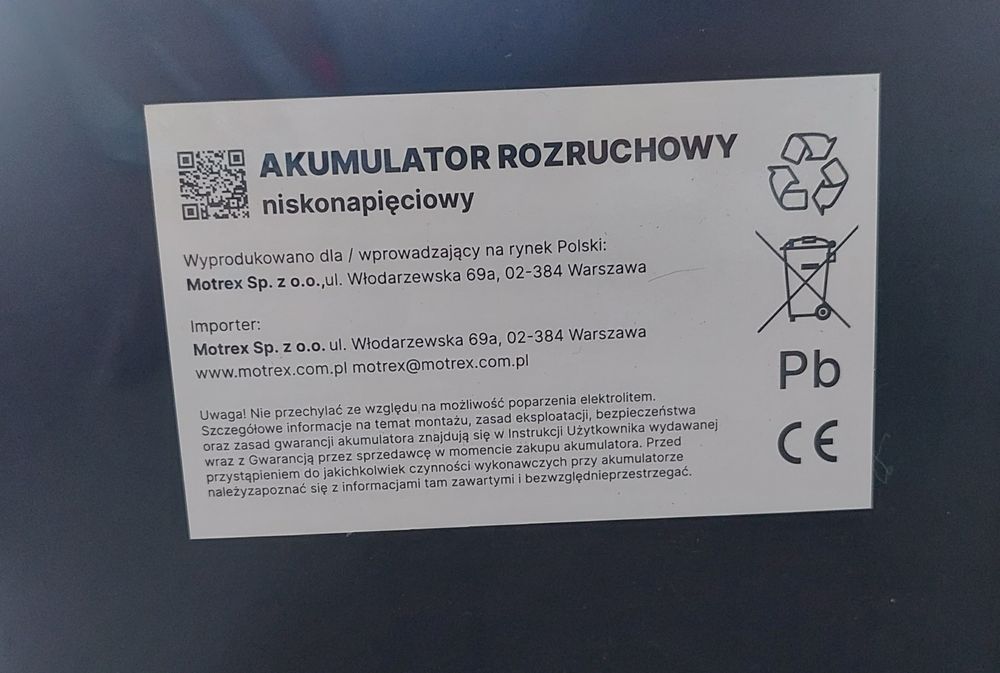 AKUMULATOR ROZRUCHOWY
niskonapięciowy
Wyprodukowano dla / wprowadzający na rynek Polski:
Motrex Sp. z o.o.,ul. Włodarzewska 69a, 02-384 Warszawa
Importer:
Motrex Sp. z o.o. ul. Włodarzewska 69a, 02-384 Warszawa
www.motrex.com.pl motrex@motrex.com.pl
Uwaga! Nie przechylać ze względu na możliwość poparzenia elektrolitem.
Szczegółowe informacje na temat montażu, zasad eksploatacji, bezpieczeństwa
oraz zasad gwarancji akumulatora znajdują się w Instrukcji Użytkownika wydawanej
wraz z Gwarancją przez sprzedawcę w momencie zakupu akumulatora. Przed
przystąpieniem do jakichkolwiek czynności wykonawczych przy akumulatorze
należyzapoznać się z informacjami tam zawartymi i bezwzględnieprzestrzegać.
Pb
CE